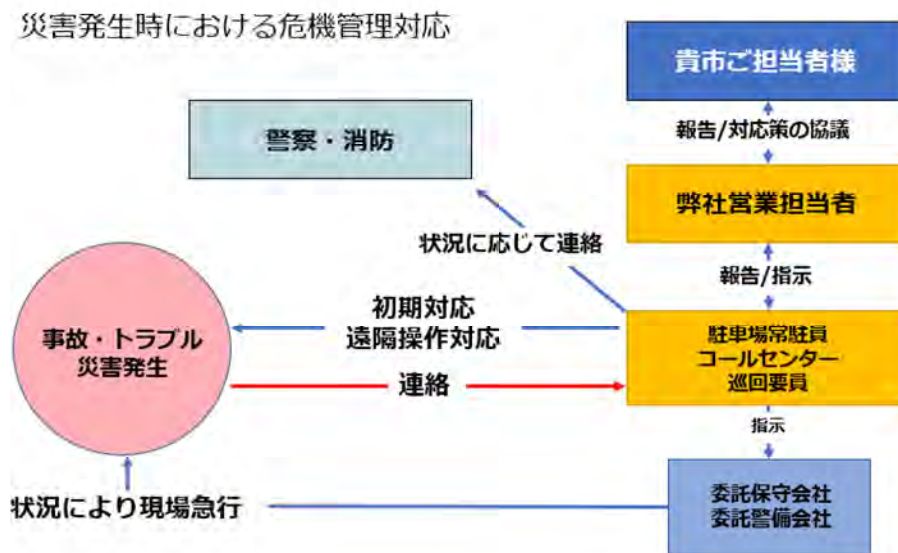 災害発生時における危機管理対応
貴市ご担当者様
報告/対応策の協議
警察・消防
弊社営業担当者
状況に応じて連絡
報告/指示
初期対応
遠隔操作対応
事故・トラブル
災害発生
駐車場常駐員
コールセンター
巡回要員
連絡
指示
状況により現場急行
委託保守会社
委託警備会社